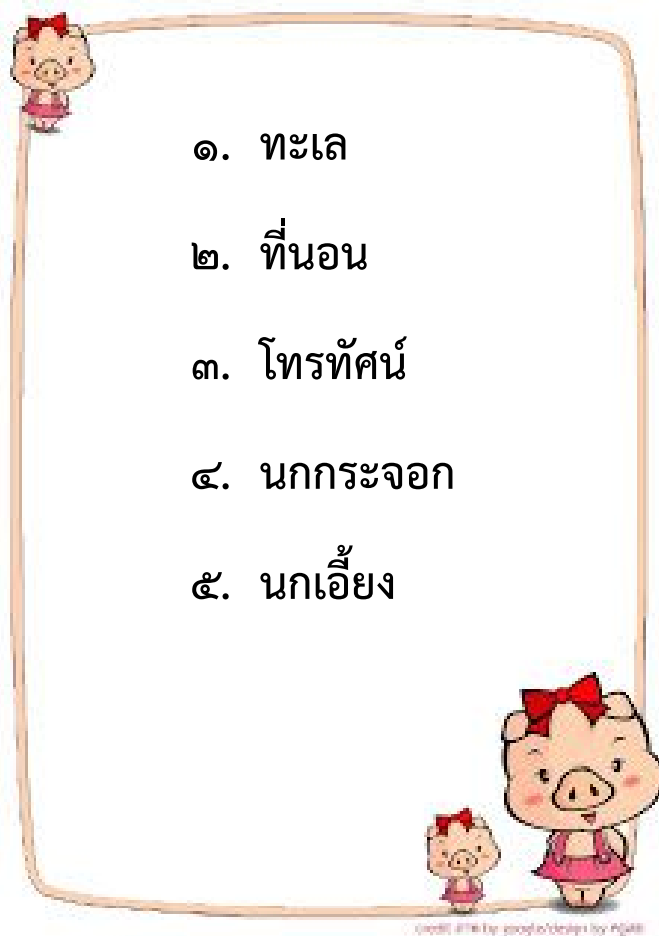 ๑. ทะเล
๒. ที่นอน
๓. โทรทัศน์
๔. นกกระจอก
๕. นกเอี้ยง